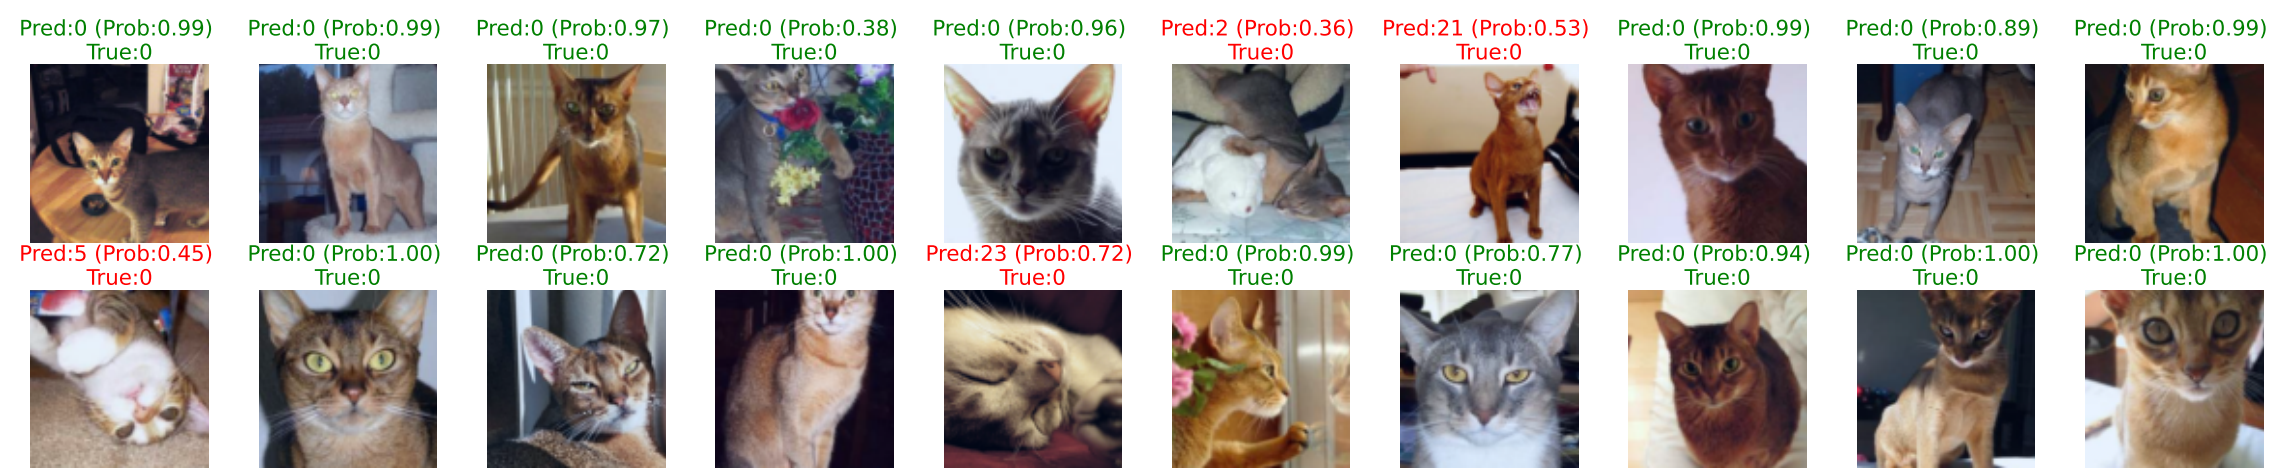 Pred:0 (Prob:0.99)
True:0
Pred:0 (Prob:0.99)
True:0
Pred:0 (Prob:0.97)
True:0
Pred:0 (Prob:0.38)
True:0
Pred:0 (Prob:0.96)
True:0
Pred:2 (Prob:0.36)
True:0
Pred:21 (Prob:0.53)
True:0
Pred:0 (Prob:0.99)
True:0
Pred:0 (Prob:0.89)
True:0
Pred:0 (Prob:0.99)
True:0
Pred:5 (Prob:0.45)
True:0
Pred:0 (Prob:1.00)
True:0
Pred:0 (Prob:0.72)
True:0
Pred:0 (Prob:1.00)
True:0
Pred:23 (Prob:0.72)
True:0
Pred:0 (Prob:0.99)
True:0
Pred:0 (Prob:0.77)
True:0
Pred:0 (Prob:0.94)
True:0
Pred:0 (Prob:1.00)
True:0
Pred:0 (Prob:1.00)
True:0